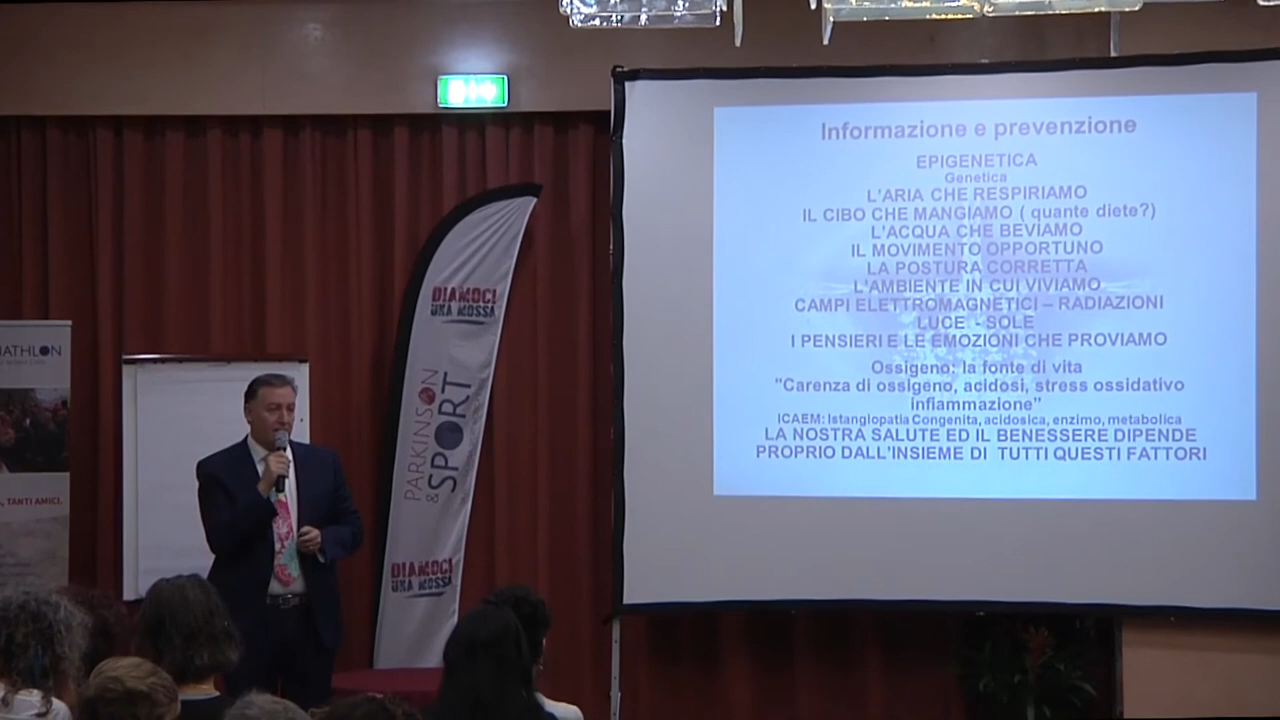 Informazione e prevenzione
EPIGENETICA
Genetica
L'ARIA CHE RESPIRIAMO
IL CIBO CHE MANGIAMO ( quante diete?)
L'ACQUA CHE BEVIAMO
IL MOVIMENTO OPPORTUNO
LA POSTURA CORRETTA
L'AMBIENTE IN CUI VIVIAMO
CAMPI ELETTROMAGNETICI – RADIAZIONI
LUCE - SOLE
I PENSIERI E LE EMOZIONI CHE PROVIAMO
Ossigeno: la fonte di vita
"Carenza di ossigeno, acidosi, stress ossidativo
infiammazione"
ICAEM: Istangiopatia Congenita, acidosica, enzimo, metabolica
LA NOSTRA SALUTE ED IL BENESSERE DIPENDE
PROPRIO DALL'INSIEME DI TUTTI QUESTI FATTORI
DIAMOCI
UNA MOSSA
PARKINSON
& SPORT
DIAMOCI
UNA MOSSA
IATHLON
, TANTI AMICI.